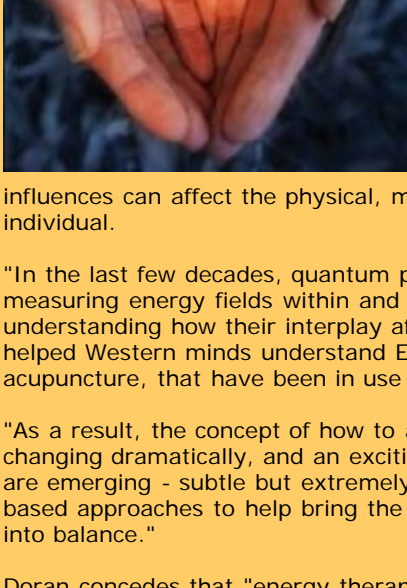 influences can affect the physical,
individual.
"In the last few decades, quantum
measuring energy fields within and
understanding how their interplay
helped Western minds understand
acupuncture, that have been in use
"As a result, the concept of how to
changing dramatically, and an
are emerging - subtle but extremely
based approaches to help bring the
into balance."
Doran concedes that "energy